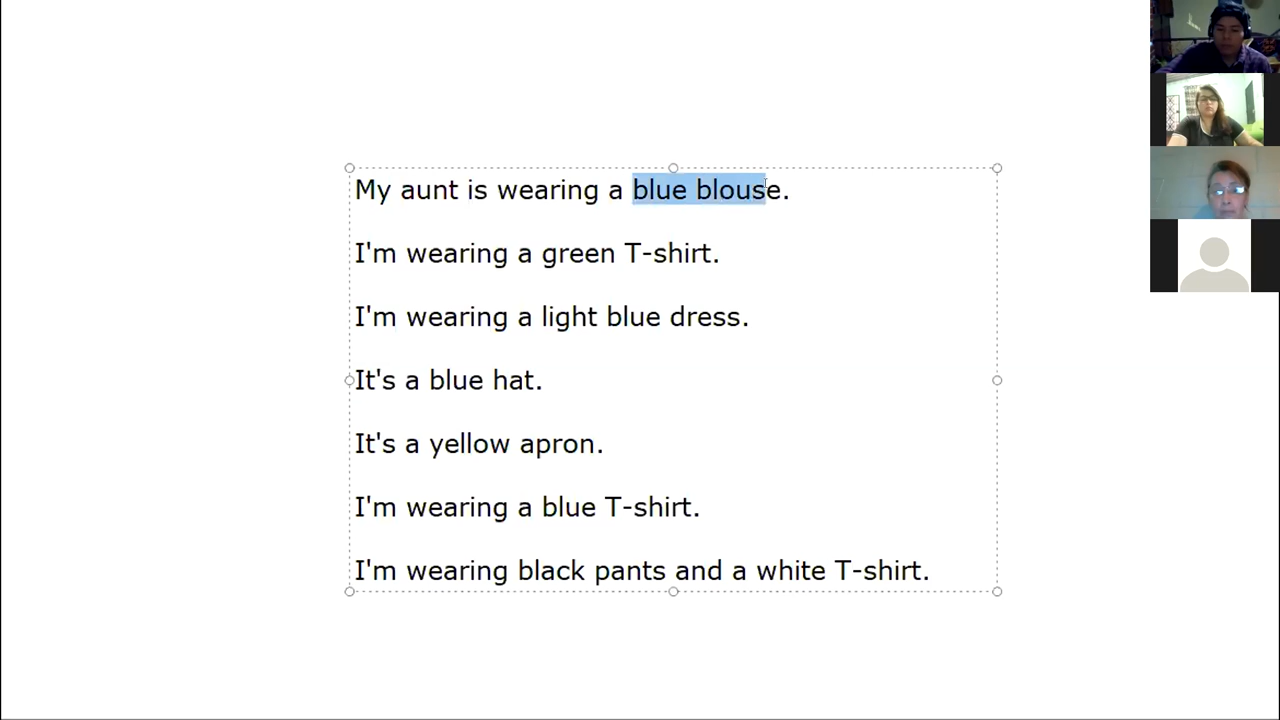 My aunt is wearing a blue blouse.
I'm wearing a green T-shirt.
I'm wearing a light blue dress.
It's a blue hat.
It's a yellow apron.
I'm wearing a blue T-shirt.
I'm wearing black pants and a white T-shirt.